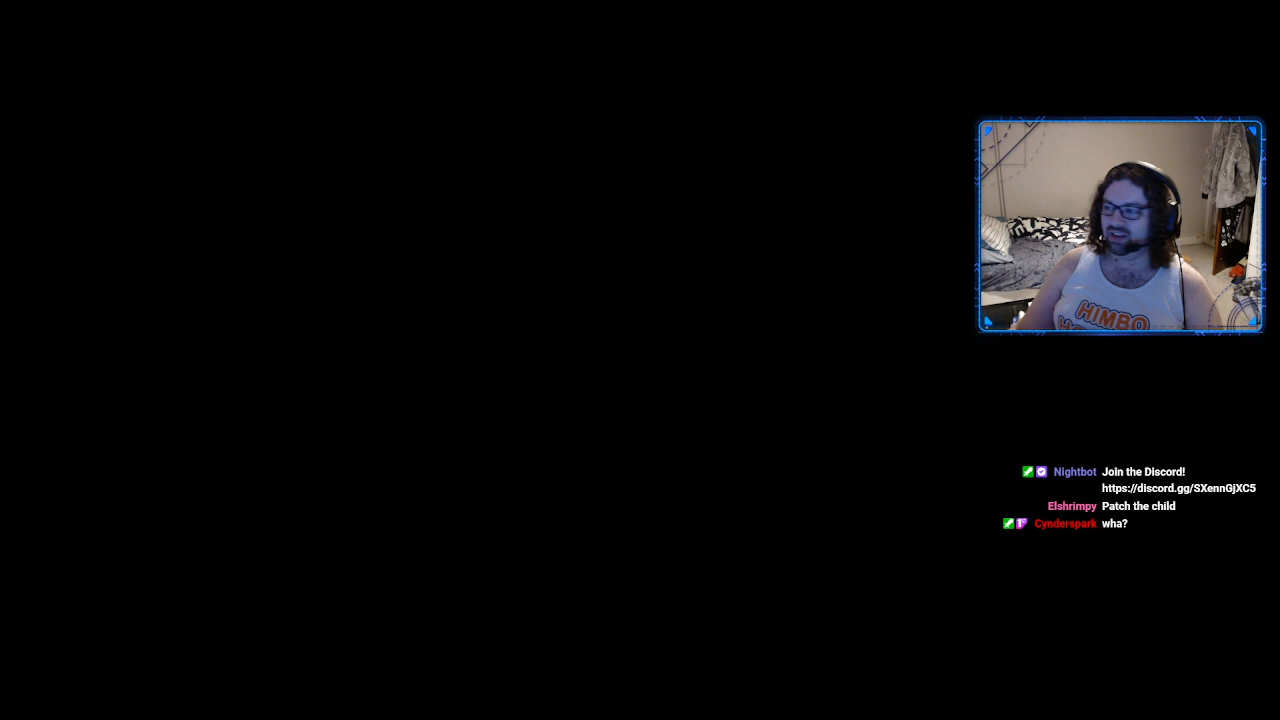 HIMBO
Nightbot Join the Discord!
https://discord.gg/SXennGjXC5
Elshrimpy Patch the child
Cynderspark wha?